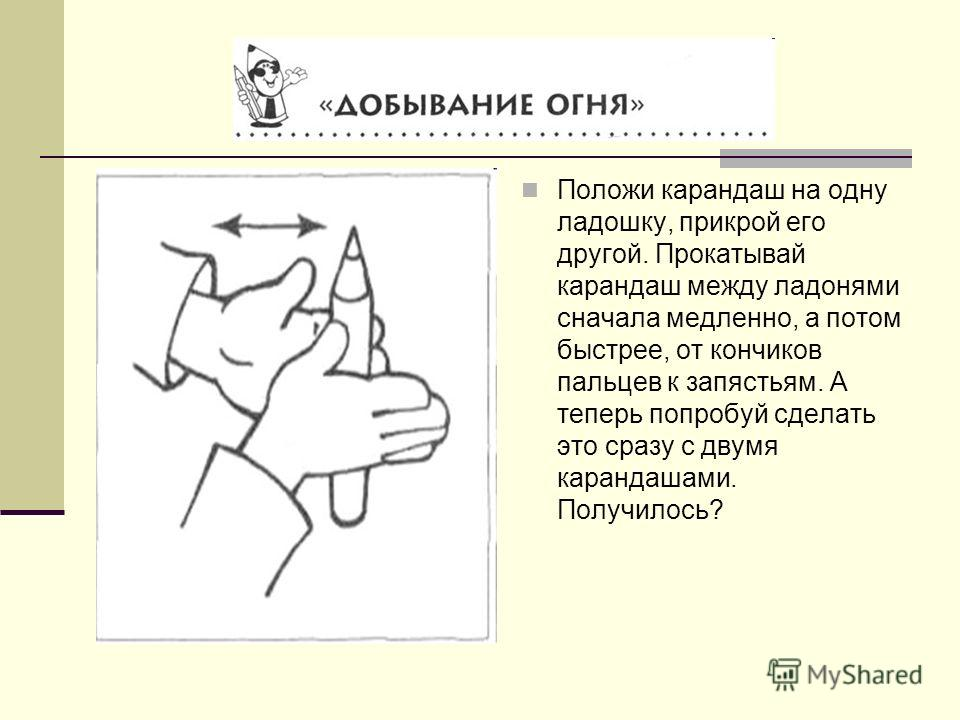 «ДОБЫВАНИЕ ОГНЯ»
Положи карандаш на одну
ладошку, прикрой его
другой. Прокатывай
карандаш между ладонями
сначала медленно, а потом
быстрее, от кончиков
пальцев к запястьям. А
теперь попробуй сделать
это сразу с двумя
карандашами.
Получилось?
MyShared